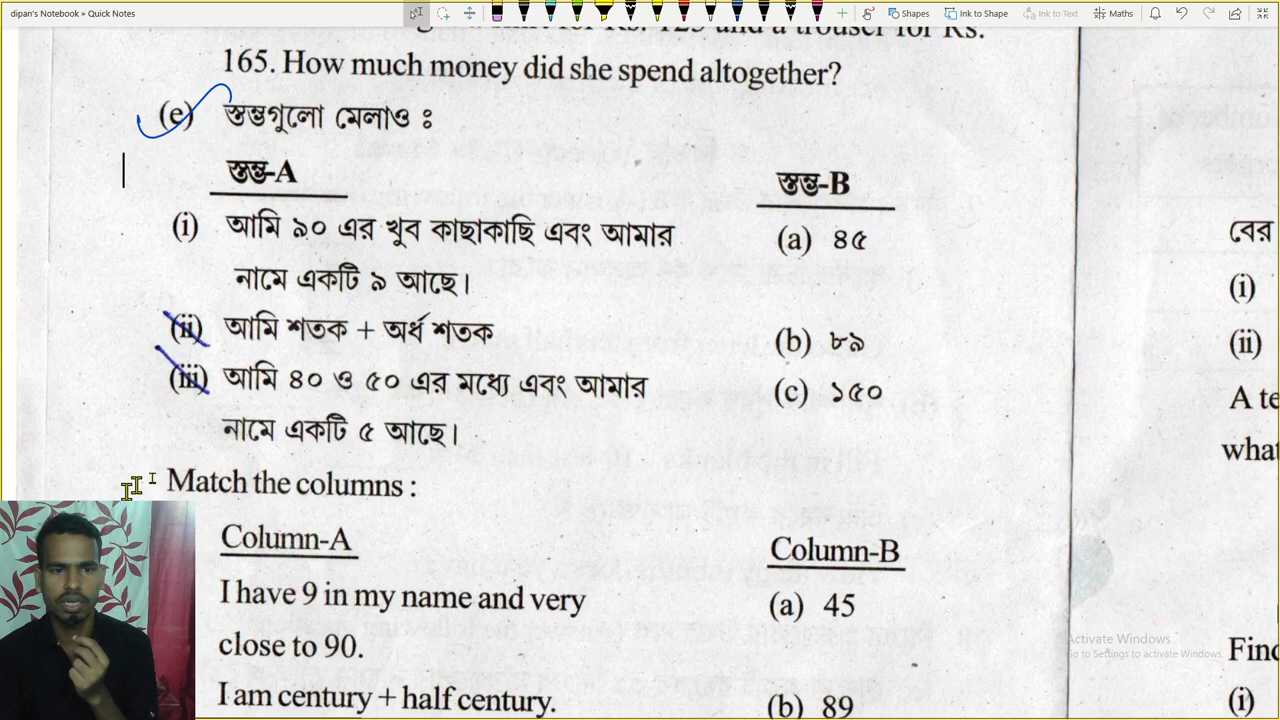 dipan's Notebook » Quick Notes
Shapes Ink to Shape Ink to Text Maths
and a trouser for Rs.
165. How much money did she spend altogether?
(e) স্তম্ভগুলো মেলাও ঃ
স্তম্ভ-A স্তম্ভ-B
(i) আমি ৯০ এর খুব কাছাকাছি এবং আমার (a) ৪৫
নামে একটি ৯ আছে।
(ii) আমি শতক + অর্ধ শতক (b) ৮৯
(iii) আমি ৪০ ও ৫০ এর মধ্যে এবং আমার (c) ১৫০
নামে একটি ৫ আছে।
Match the columns :
Column-A Column-B
I have 9 in my name and very (a) 45
close to 90.
I am century + half century. (b) 89
বের
(i)
(ii)
A te
what
Find
(i)
Activate Windows
Go to Settings to activate Windows.